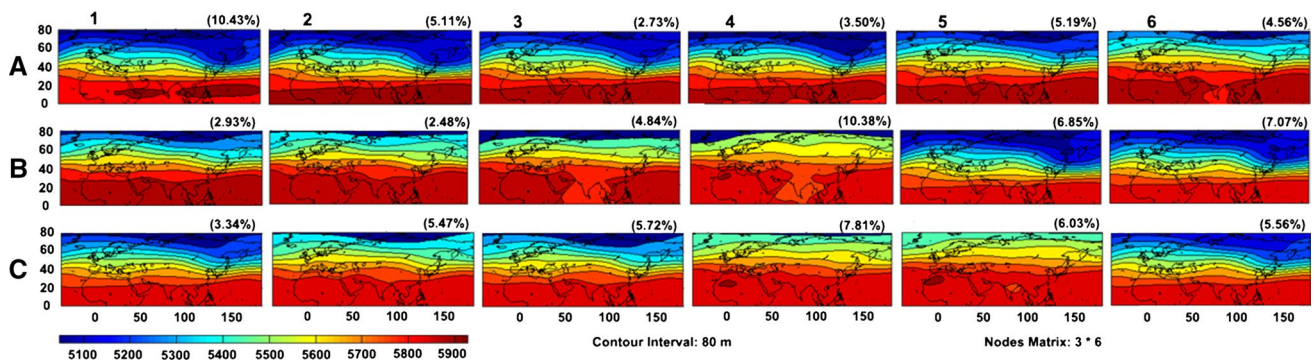 1 (10.43%) 2 (5.11%) 3 (2.73%) 4 (3.50%) 5 (5.19%) 6 (4.56%)
A
80
60
40
20
0
(2.93%) (2.48%) (4.84%) (10.38%) (6.85%) (7.07%)
B
80
60
40
20
0
(3.34%) (5.47%) (5.72%) (7.81%) (6.03%) (5.56%)
C
80
60
40
20
0
0 50 100 150 0 50 100 150 0 50 100 150 0 50 100 150 0 50 100 150 0 50 100 150
5100 5200 5300 5400 5500 5600 5700 5800 5900
Contour Interval: 80 m
Nodes Matrix: 3 * 6